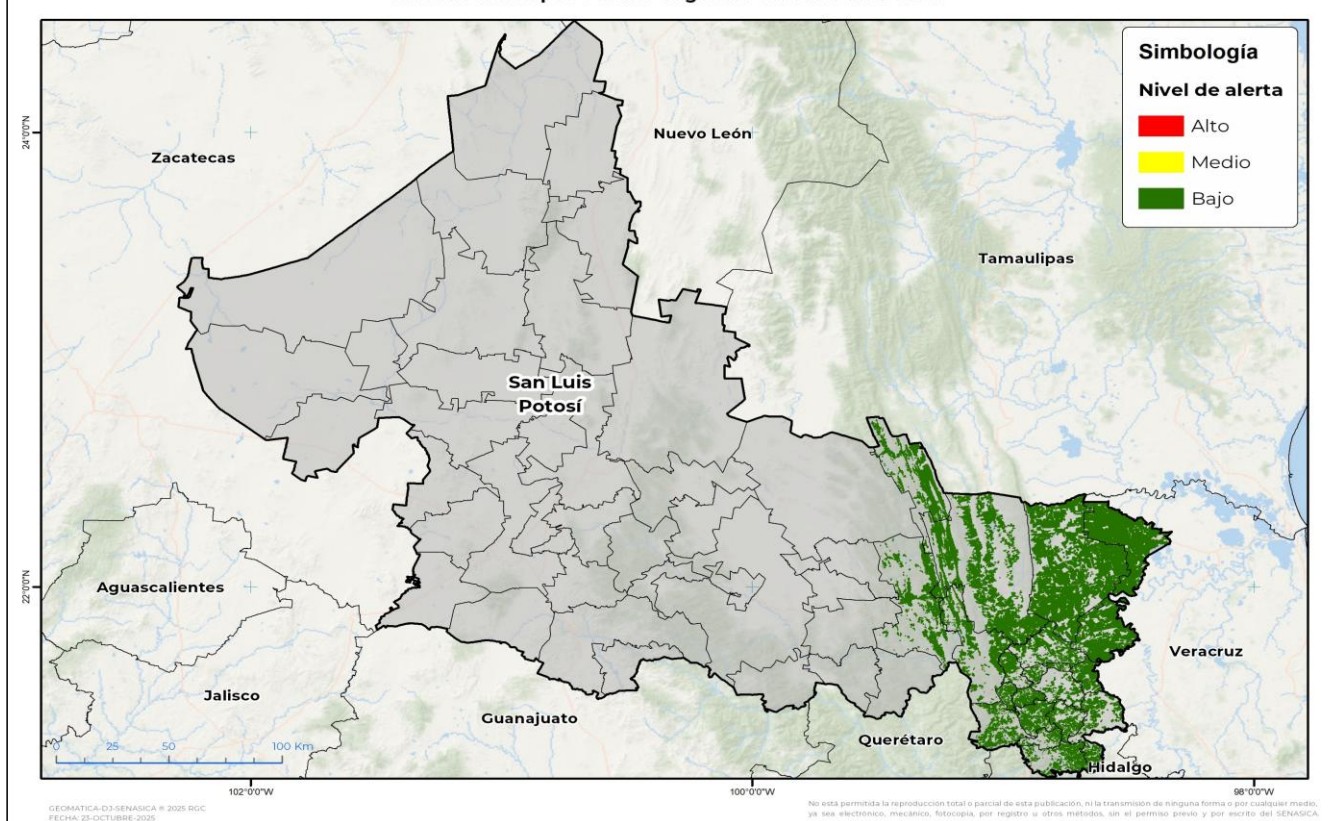 Simbología
Nivel de alerta
Alto
Medio
Bajo
24°0'0"N
Nuevo León
Zacatecas
Tamaulipas
San Luis
Potosí
22°0'0"N
Aguascalientes
Veracruz
Jalisco
Guanajuato
Querétaro
0 25 50 100 Km
Hidalgo
102°0'0"W 100°0'0"W 98°0'0"W
GEOMATICA-DJ-SENASICA ® 2025 RGC
FECHA: 23-OCTUBRE-2025
No está permitida la reproducción total o parcial de esta publicación, ni la transmisión de ninguna forma o por cualquier medio,
ya sea electrónico, mecánico, fotocopia, por registro u otros métodos, sin el permiso previo y por escrito del SENASICA.